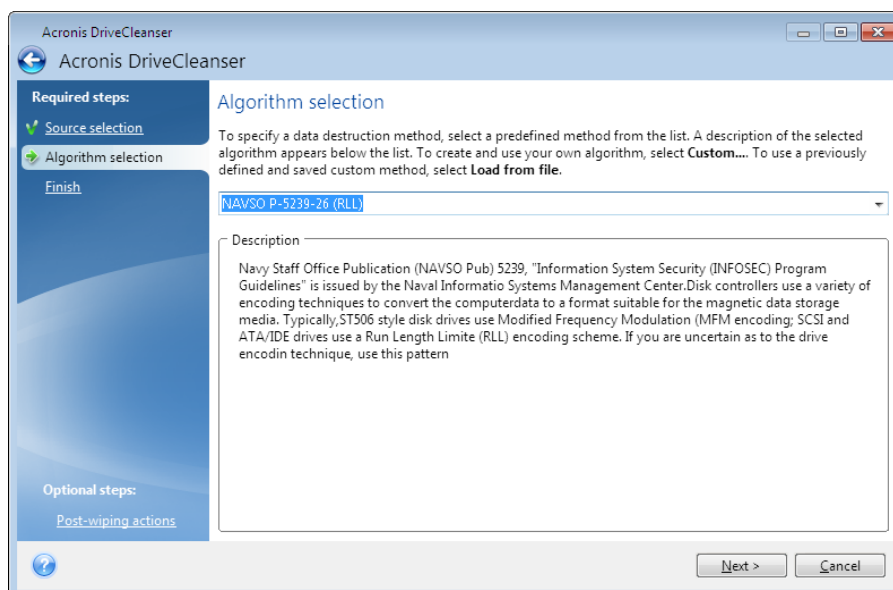 Acronis DriveCleanser
Acronis DriveCleanser
Required steps:
Source selection
Algorithm selection
Finish
Optional steps:
Post-wiping actions
Algorithm selection
To specify a data destruction method, select a predefined method from the list. A description of the selected
algorithm appears below the list. To create and use your own algorithm, select Custom.... To use a previously
defined and saved custom method, select Load from file.
NAVSO P-5239-26 (RLL)
Description
Navy Staff Office Publication (NAVSO Pub) 5239, "Information System Security (INFOSEC) Program
Guidelines" is issued by the Naval Informatio Systems Management Center.Disk controllers use a variety of
encoding techniques to convert the computerdata to a format suitable for the magnetic data storage
media. Typically,ST506 style disk drives use Modified Frequency Modulation (MFM encoding; SCSI and
ATA/IDE drives use a Run Length Limite (RLL) encoding scheme. If you are uncertain as to the drive
encodin technique, use this pattern
?
Next >
Cancel